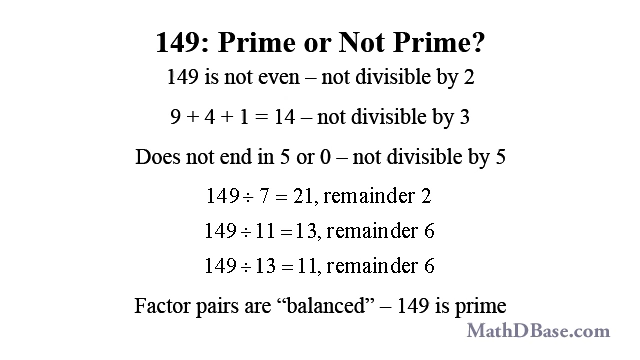 149: Prime or Not Prime?
149 is not even – not divisible by 2
9 + 4 + 1 = 14 – not divisible by 3
Does not end in 5 or 0 – not divisible by 5
149 ÷ 7 = 21, remainder 2
149 ÷ 11 = 13, remainder 6
149 ÷ 13 = 11, remainder 6
Factor pairs are “balanced” – 149 is prime
MathDBase.com